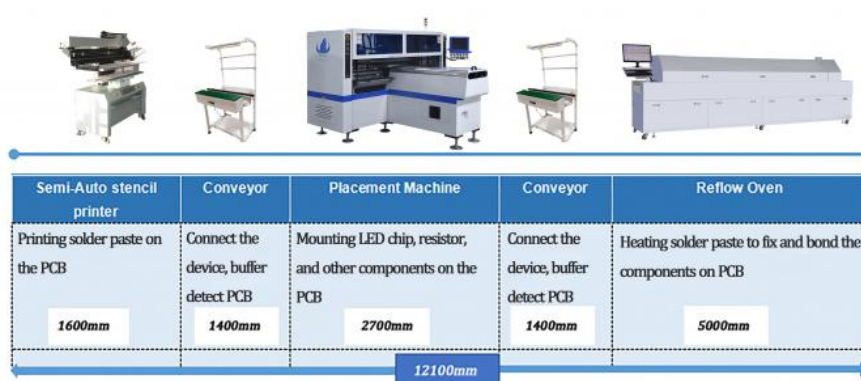 Semi-Auto stencil
printer
Conveyor
Placement Machine
Conveyor
Reflow Oven
Printing solder paste on
the PCB
Connect the
device, buffer
detect PCB
Mounting LED chip, resistor,
and other components on the
PCB
Connect the
device, buffer
detect PCB
Heating solder paste to fix and bond the
components on PCB
1600mm
1400mm
2700mm
1400mm
5000mm
12100mm